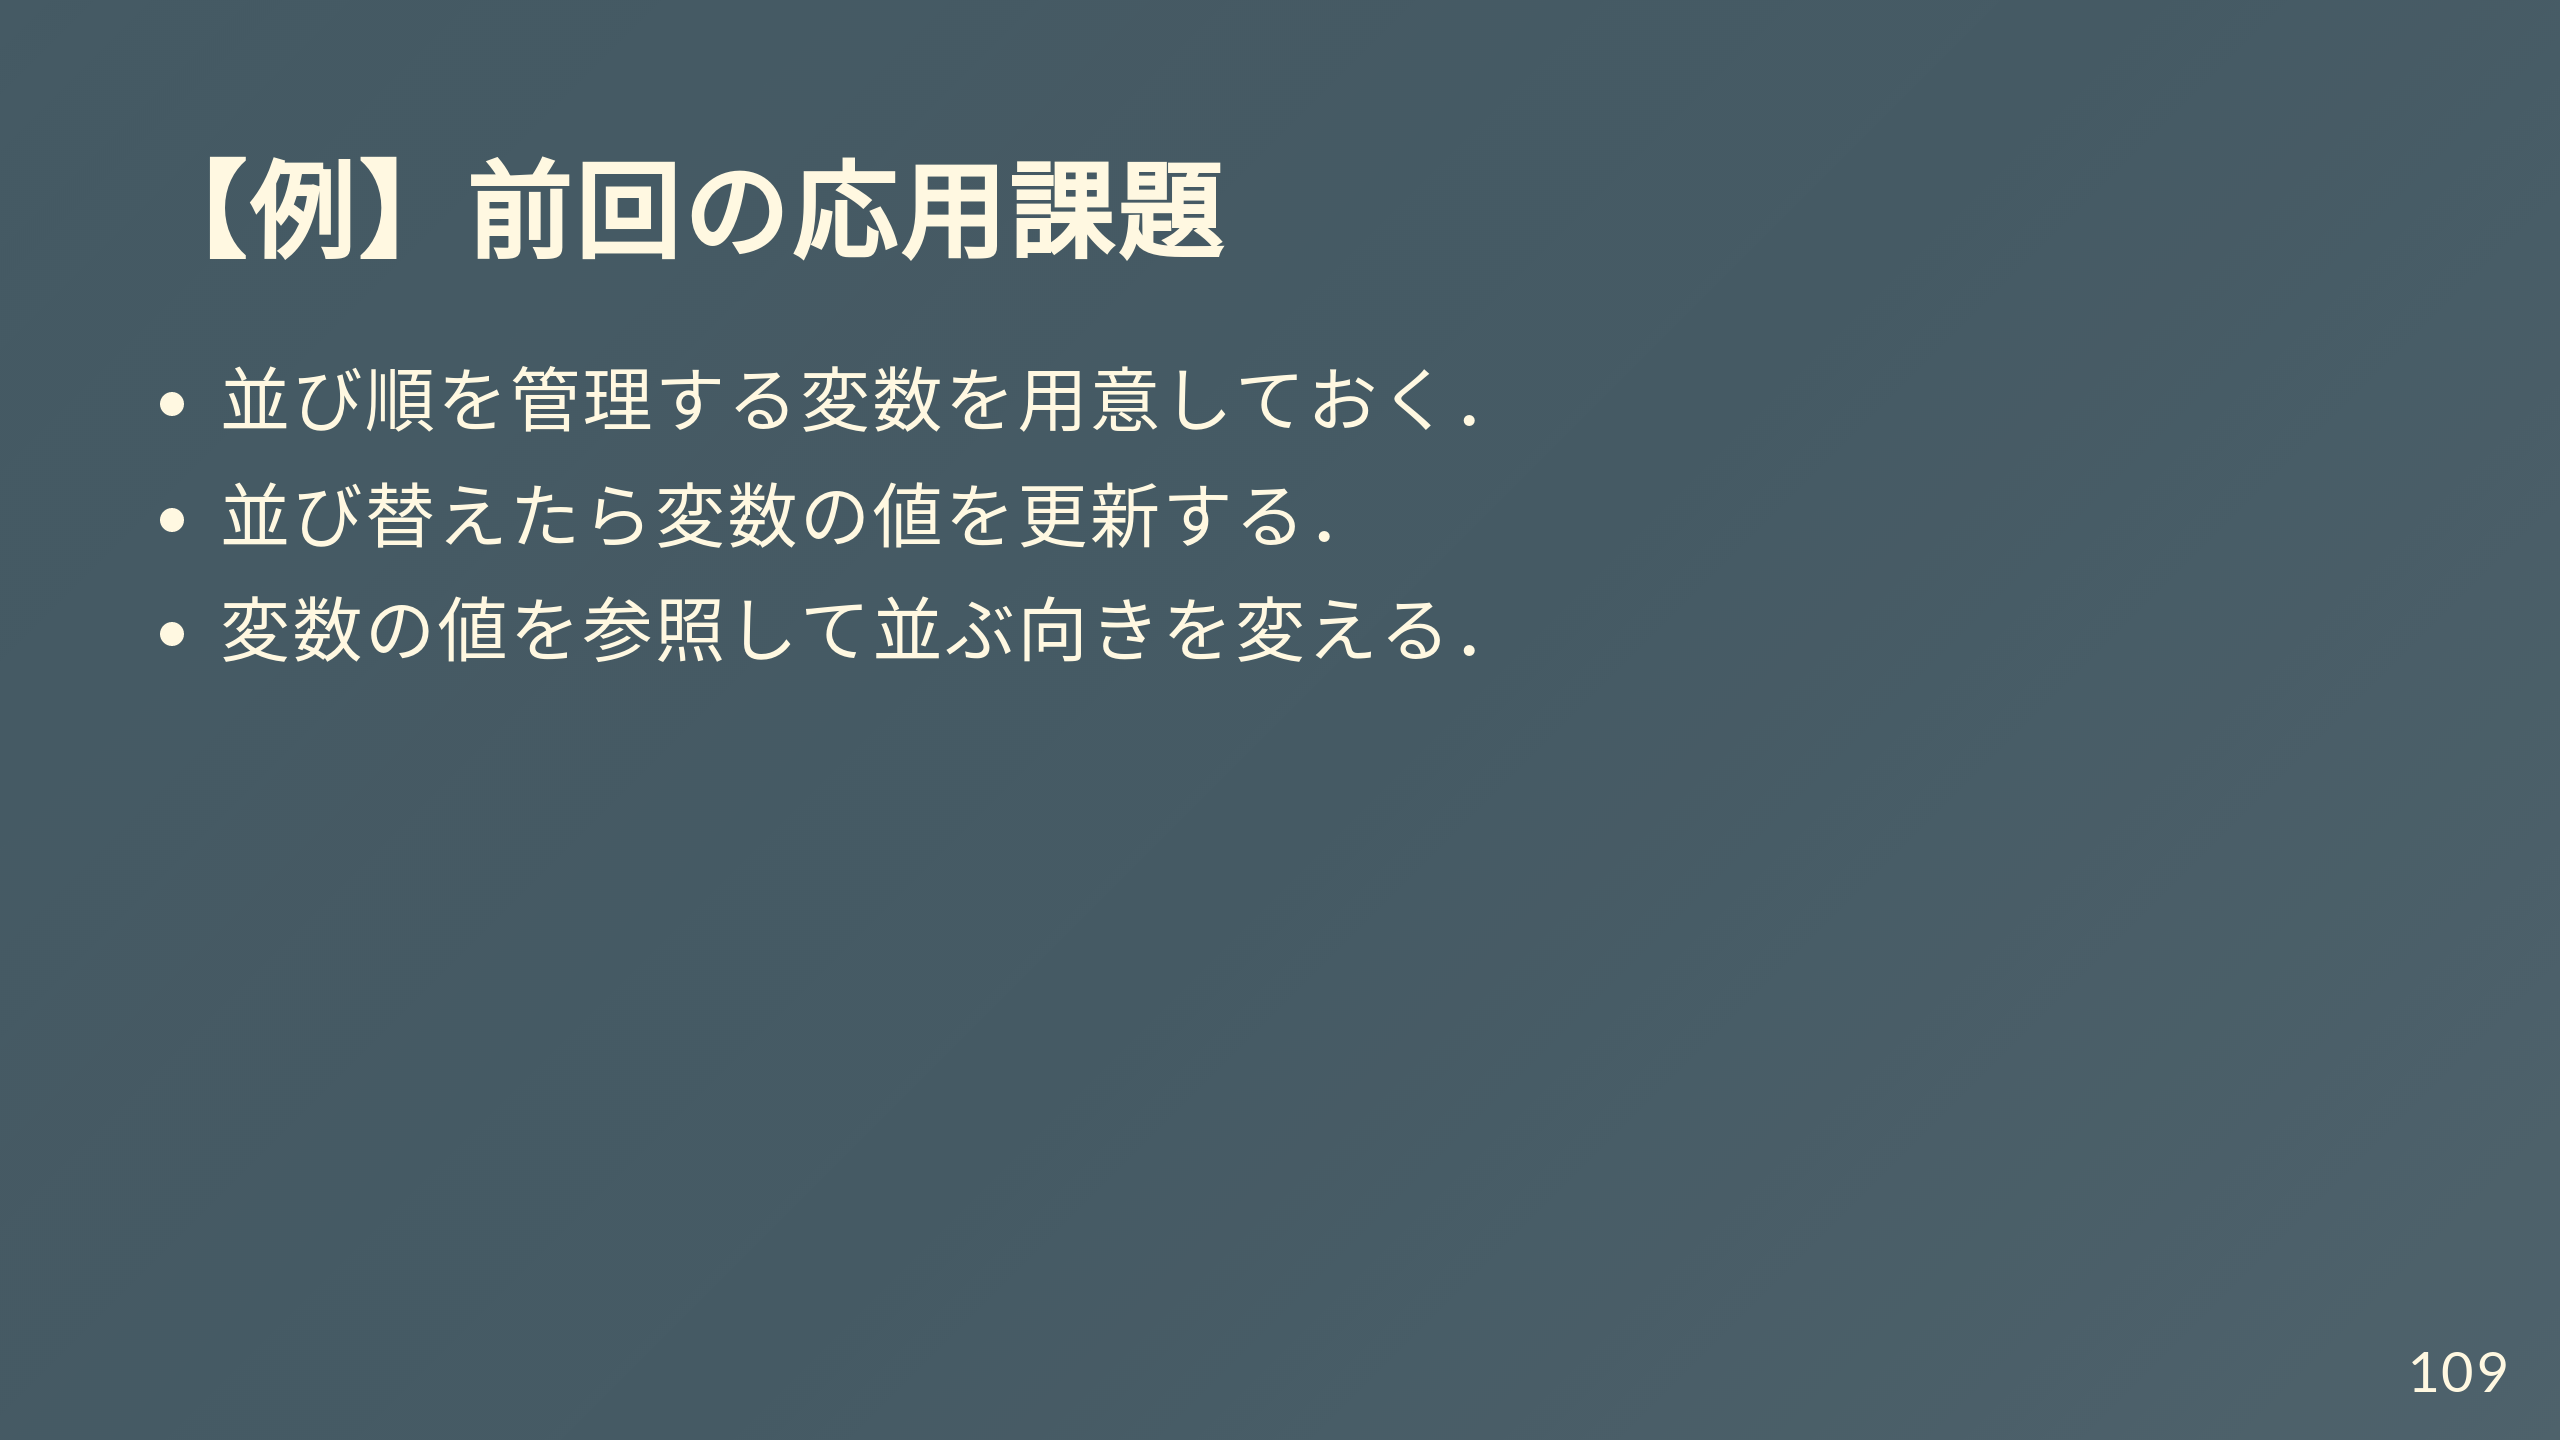 【例】前回の応用課題
• 並び順を管理する変数を用意しておく．
• 並び替えたら変数の値を更新する．
• 変数の値を参照して並ぶ向きを変える．
109